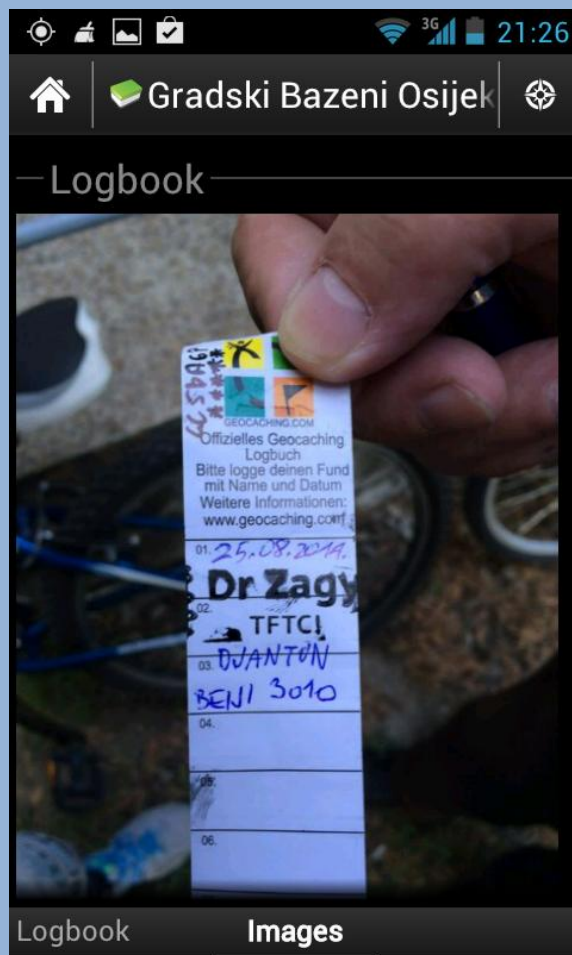 3G 21:26
Gradski Bazeni Osijek
Logbook
GEOCACHING.COM
Offizielles Geocaching
Logbuch
Bitte logge deinen Fund
mit Name und Datum
Weitere Informationen:
www.geocaching.com
01. 25.08.2014.
Dr Zagy
02.
TFTC!
03. DJANTUN
BENI 3010
04.
05.
06.
Logbook Images